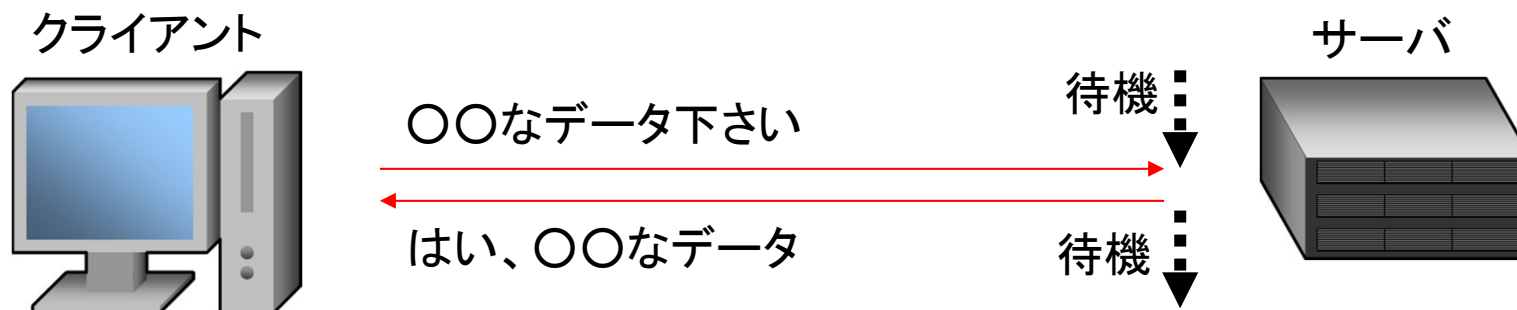 クライアント
サーバ
〇〇なデータ下さい
待機
はい、〇〇なデータ
待機